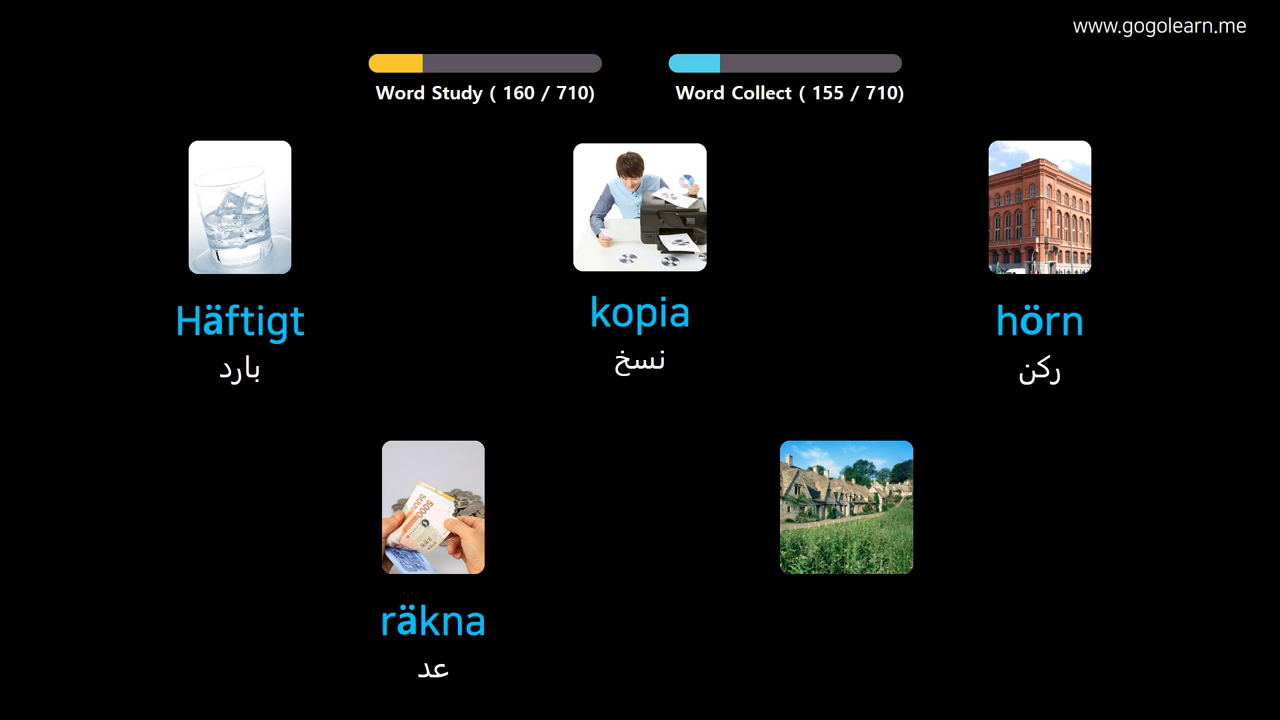 www.gogolearn.me
Word Study ( 160 / 710)
Word Collect ( 155 / 710)
Häftigt
بارد
kopia
نسخ
hörn
ركن
räkna
عد